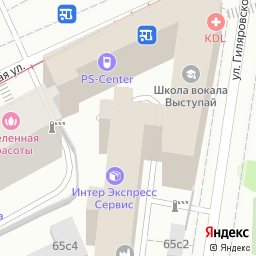 ая ул.
KDL
PS-Center
Школа вокала
Выступай
ул. Гиляровско
еленная
расоты
Интер Экспресс
Сервис
а
65с4
65с2
Яндекс